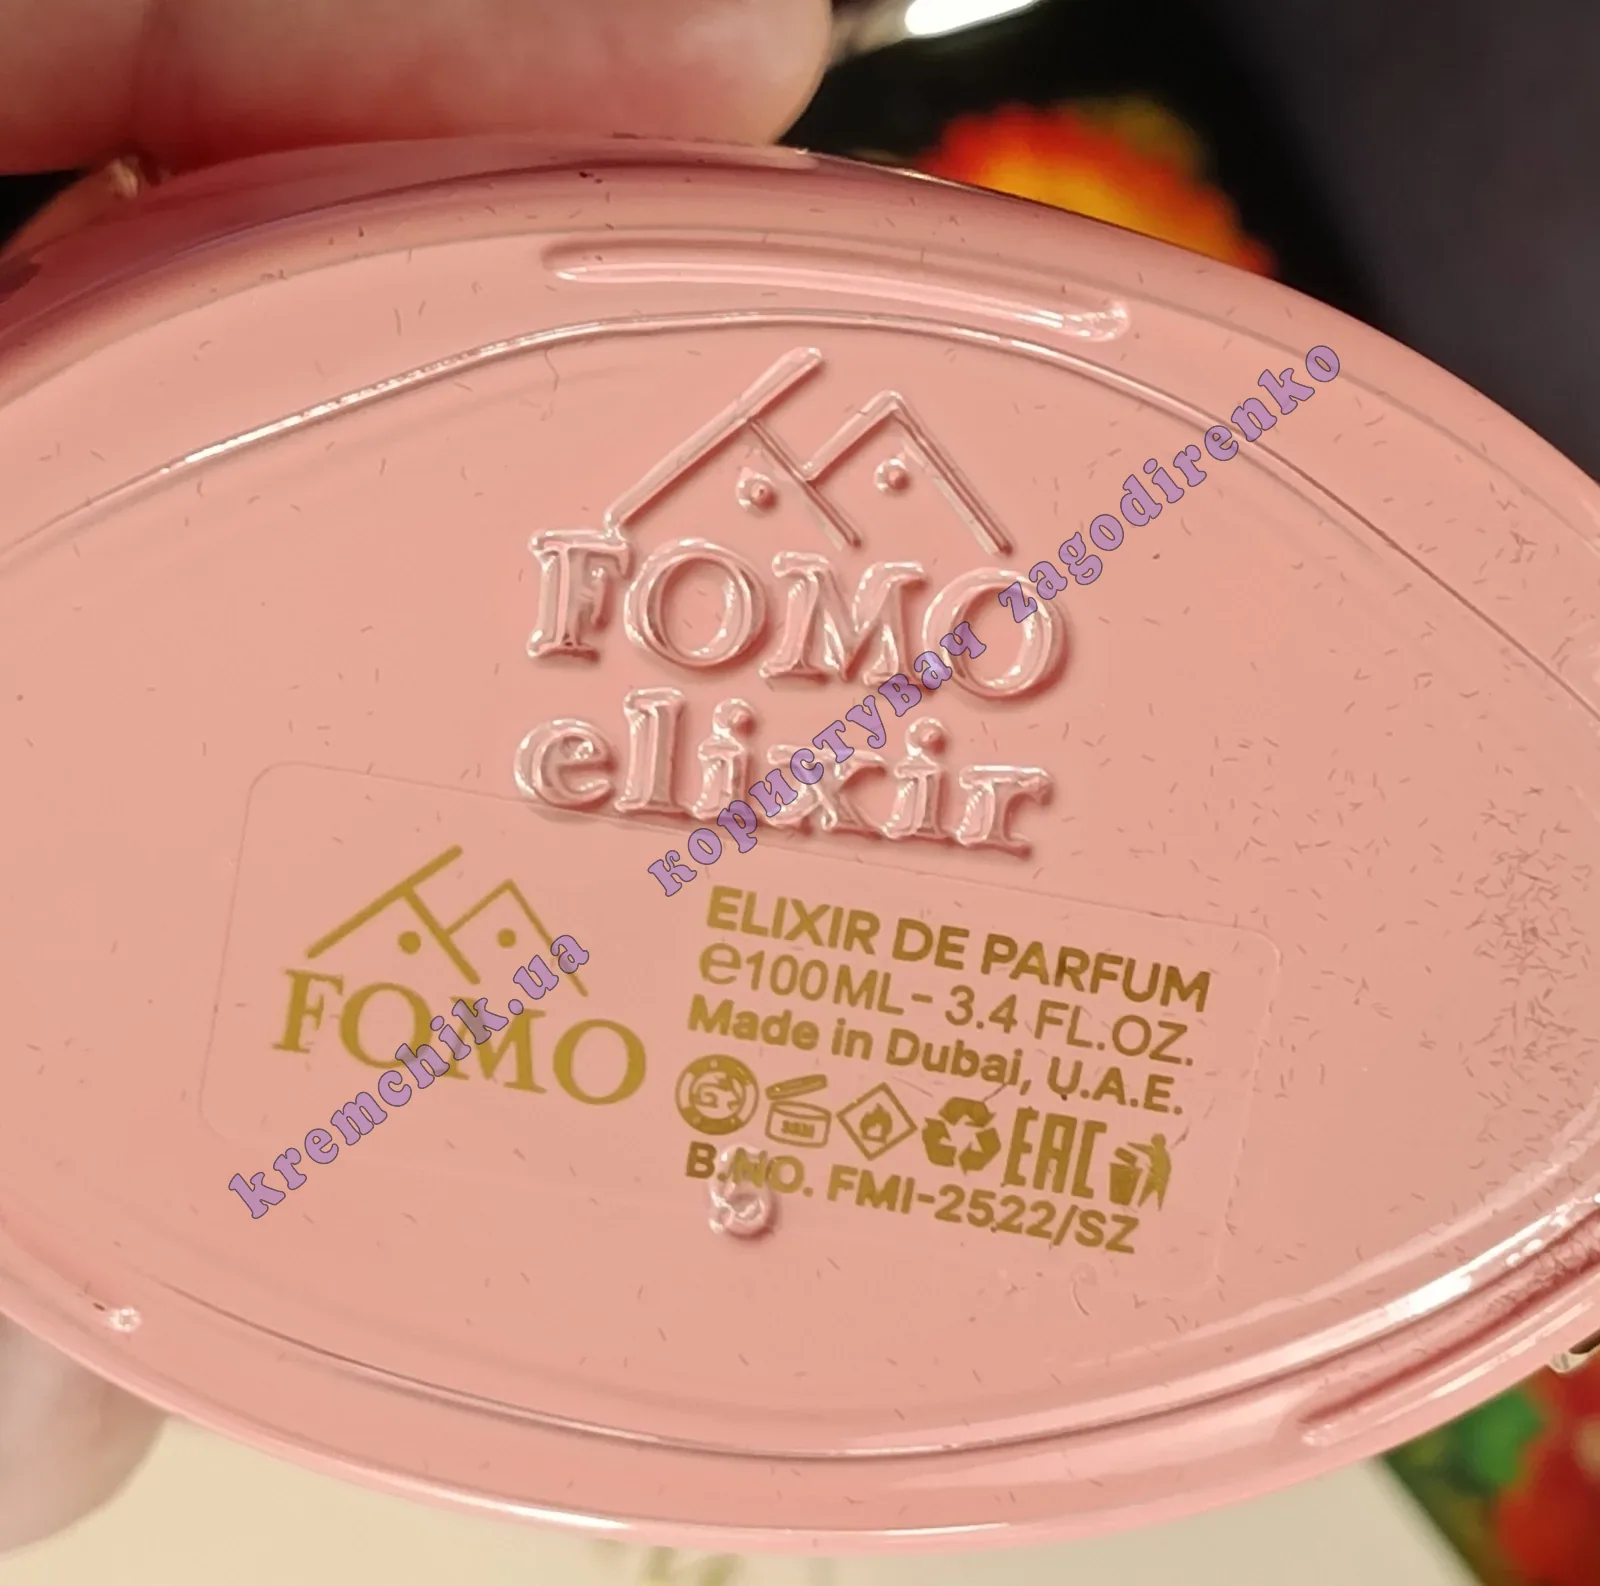 FOMO
elixir
FOMO
ELIXIR DE PARFUM
℮100ML - 3.4 FL.OZ.
Made in Dubai, U.A.E.
EAC
B.NO. FMI-2522/SZ
9
kremchik.ua користувач zagodirenko